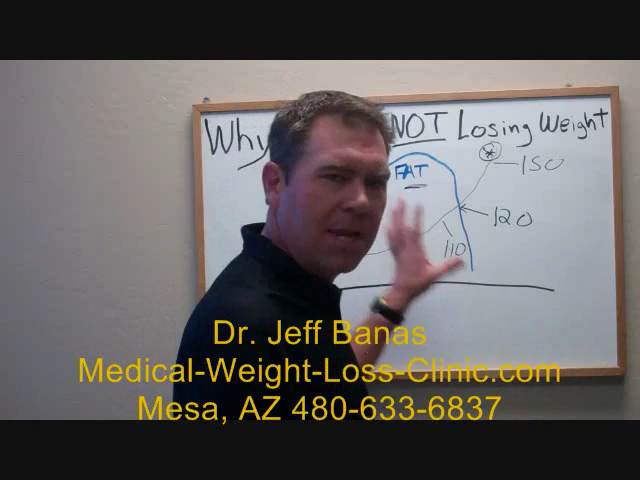 Why NOT Losing Weight
FAT
150
120
110
Dr. Jeff Banas
Medical-Weight-Loss-Clinic.com
Mesa, AZ 480-633-6837